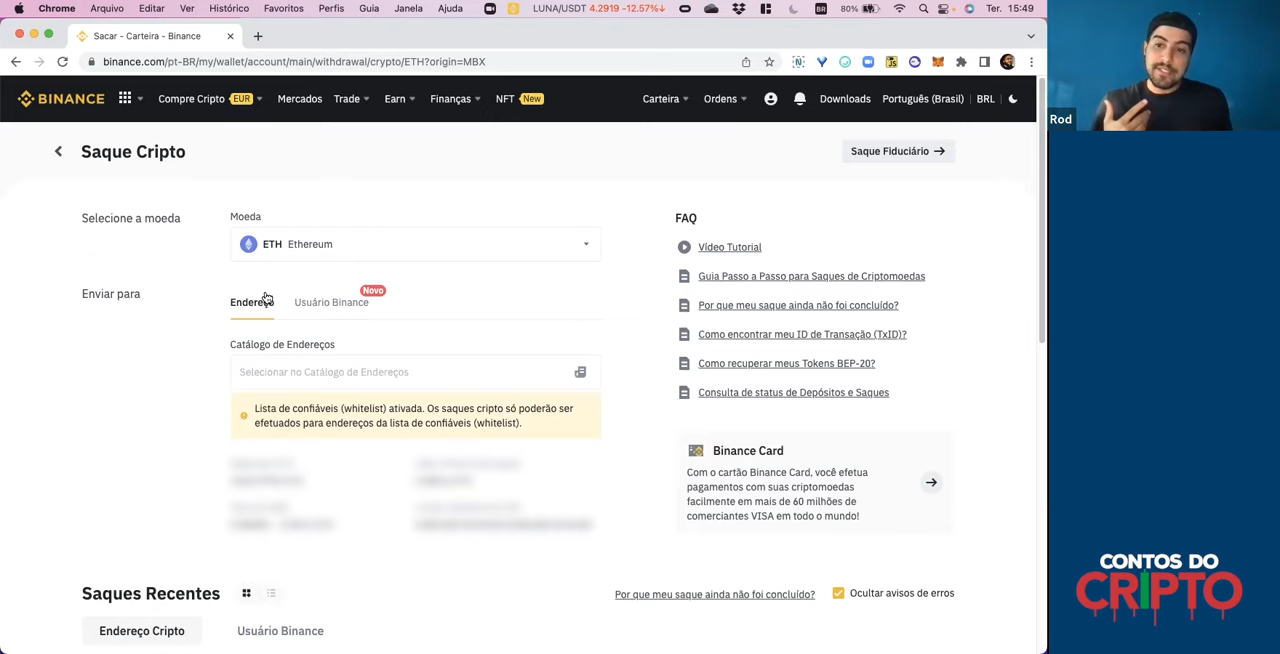 Chrome Arquivo Editar Ver Histórico Favoritos Perfis Guia Janela Ajuda LUNA/USDT 4.2919 -12.57%↓ BR 80% Ter. 15:49
Sacar - Carteira - Binance
binance.com/pt-BR/my/wallet/account/main/withdrawal/crypto/ETH?origin=MBX
BINANCE Compre Cripto EUR Mercados Trade Earn Finanças NFT New Carteira Ordens Downloads Português (Brasil) BRL
Rod
Saque Cripto
Saque Fiduciário →
Selecione a moeda
Moeda
ETH Ethereum
Enviar para
Endereço Usuário Binance Novo
Catálogo de Endereços
Selecionar no Catálogo de Endereços
Lista de confiáveis (whitelist) ativada. Os saques cripto só poderão ser
efetuados para endereços da lista de confiáveis (whitelist).
FAQ
Vídeo Tutorial
Guia Passo a Passo para Saques de Criptomoedas
Por que meu saque ainda não foi concluído?
Como encontrar meu ID de Transação (TxID)?
Como recuperar meus Tokens BEP-20?
Consulta de status de Depósitos e Saques
Binance Card
Com o cartão Binance Card, você efetua
pagamentos com suas criptomoedas
facilmente em mais de 60 milhões de
comerciantes VISA em todo o mundo!
Saques Recentes
Por que meu saque ainda não foi concluído?
Ocultar avisos de erros
Endereço Cripto Usuário Binance
CONTOS DO
CRIPTO